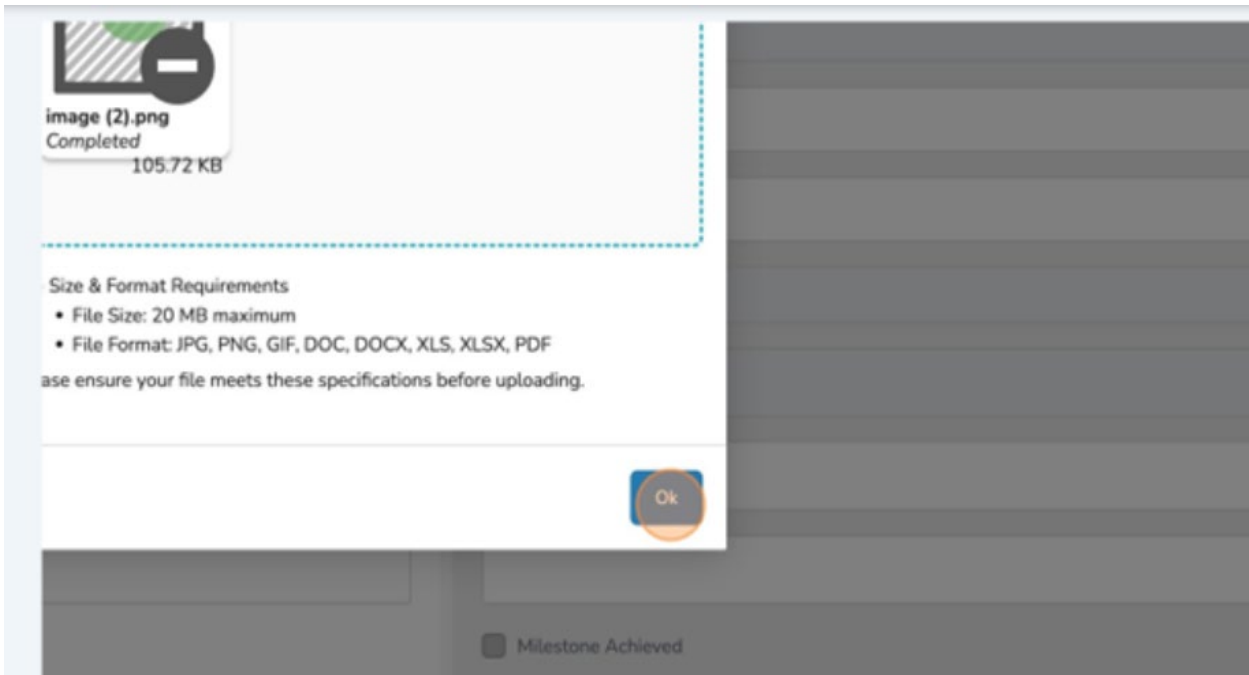 image (2).png
Completed
105.72 KB
Size & Format Requirements
• File Size: 20 MB maximum
• File Format: JPG, PNG, GIF, DOC, DOCX, XLS, XLSX, PDF
ase ensure your file meets these specifications before uploading.
Ok
Milestone Achieved